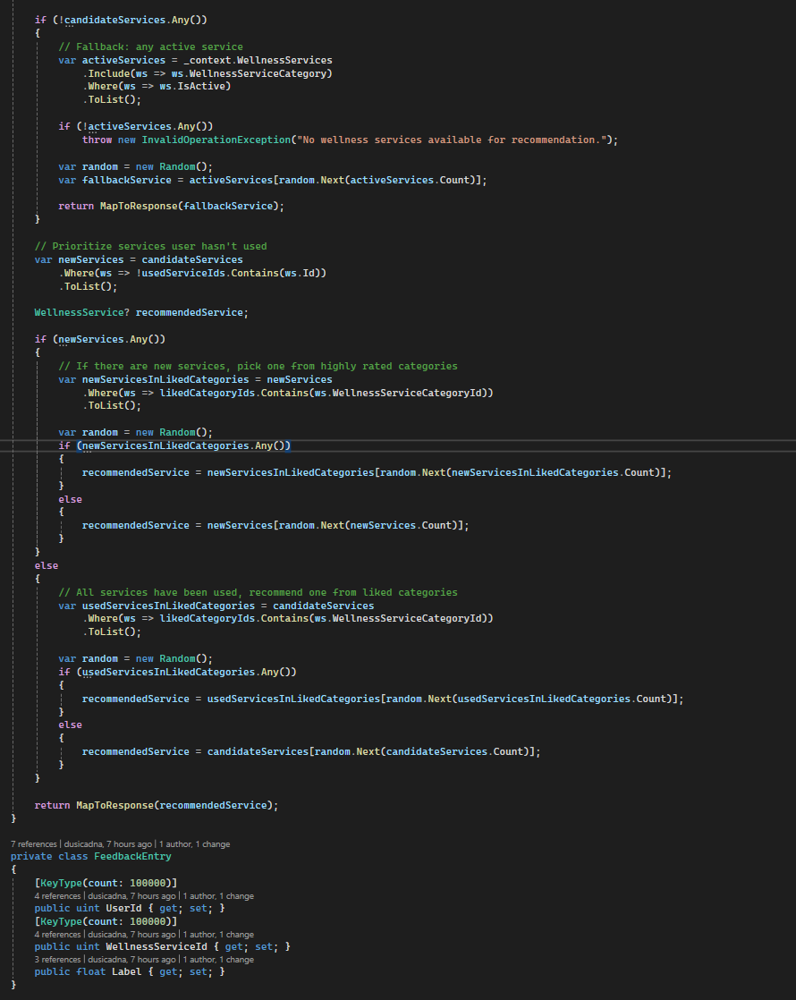 if (!candidateServices.Any())
{
// Fallback: any active service
var activeServices = _context.WellnessServices
.Include(ws => ws.WellnessServiceCategory)
.Where(ws => ws.IsActive)
.ToList();
if (!activeServices.Any())
throw new InvalidOperationException("No wellness services available for recommendation.");
var random = new Random();
var fallbackService = activeServices[random.Next(activeServices.Count)];
return MapToResponse(fallbackService);
}
// Prioritize services user hasn't used
var newServices = candidateServices
.Where(ws => !usedServiceIds.Contains(ws.Id))
.ToList();
WellnessService? recommendedService;
if (newServices.Any())
{
// If there are new services, pick one from highly rated categories
var newServicesInLikedCategories = newServices
.Where(ws => likedCategoryIds.Contains(ws.WellnessServiceCategoryId))
.ToList();
var random = new Random();
if (newServicesInLikedCategories.Any())
{
recommendedService = newServicesInLikedCategories[random.Next(newServicesInLikedCategories.Count)];
}
else
{
recommendedService = newServices[random.Next(newServices.Count)];
}
}
else
{
// All services have been used, recommend one from liked categories
var usedServicesInLikedCategories = candidateServices
.Where(ws => likedCategoryIds.Contains(ws.WellnessServiceCategoryId))
.ToList();
var random = new Random();
if (usedServicesInLikedCategories.Any())
{
recommendedService = usedServicesInLikedCategories[random.Next(usedServicesInLikedCategories.Count)];
}
else
{
recommendedService = candidateServices[random.Next(candidateServices.Count)];
}
}
return MapToResponse(recommendedService);
}
7 references | dusicadna, 7 hours ago | 1 author, 1 change
private class FeedbackEntry
{
[KeyType(count: 100000)]
4 references | dusicadna, 7 hours ago | 1 author, 1 change
public uint UserId { get; set; }
[KeyType(count: 100000)]
4 references | dusicadna, 7 hours ago | 1 author, 1 change
public uint WellnessServiceId { get; set; }
3 references | dusicadna, 7 hours ago | 1 author, 1 change
public float Label { get; set; }
}